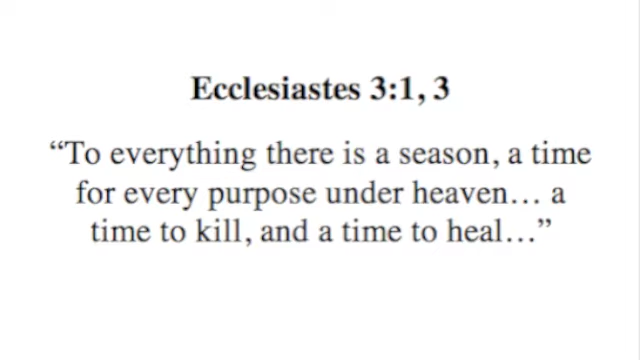 Ecclesiastes 3:1, 3
“To everything there is a season, a time
for every purpose under heaven… a
time to kill, and a time to heal…”